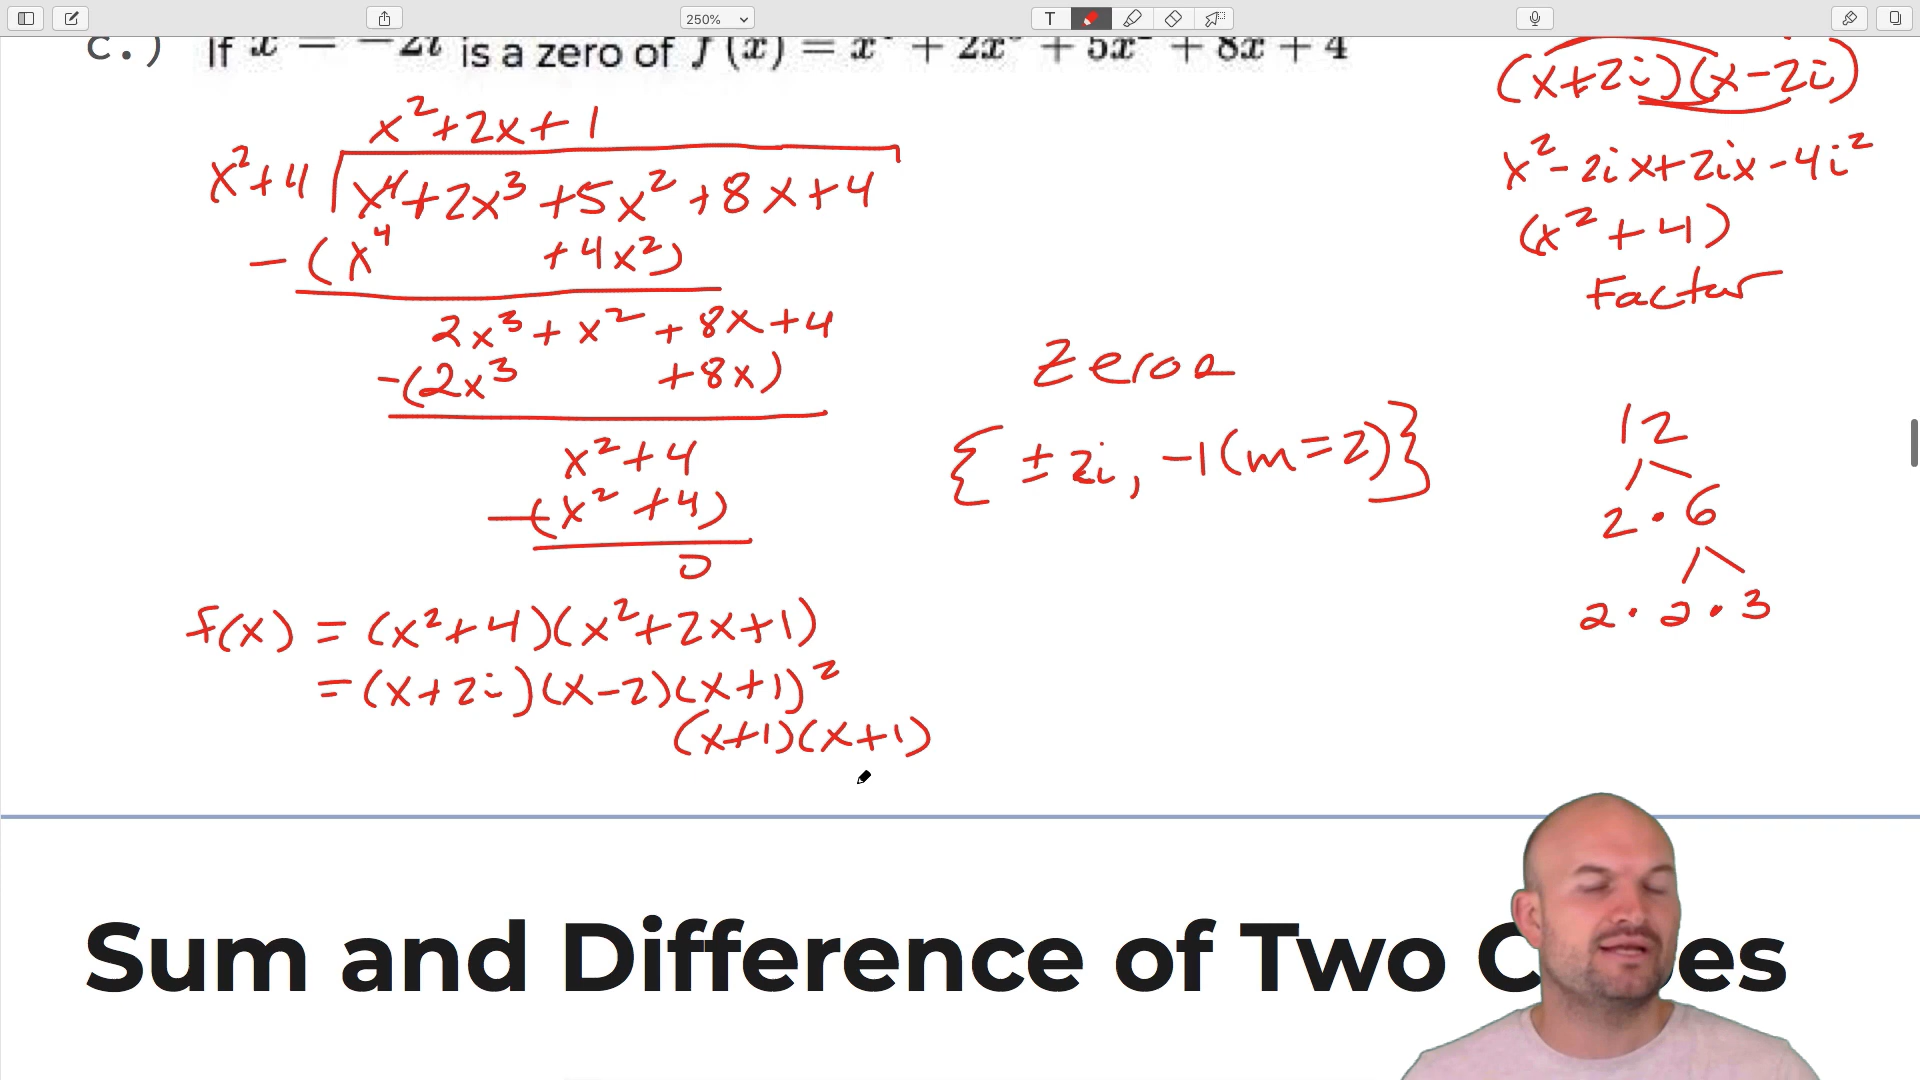 250%
T
c.) If x = −2i is a zero of f(x) = x⁴ + 2x³ + 5x² + 8x + 4
(x+2i)(x-2i)
x²-2ix+2ix-4i²
(x²+4)
Factor
x²+2x+1
x²+4 x⁴+2x³+5x²+8x+4
-(x⁴ +4x²)
2x³+x²+8x+4
-(2x³ +8x)
x²+4
-(x²+4)
0
f(x) = (x²+4)(x²+2x+1)
=(x+2i)(x-2)(x+1)²
(x+1)(x+1)
Zeros
{±2i, -1(m=2)}
12
2·6
2·2·3
Sum and Difference of Two C es